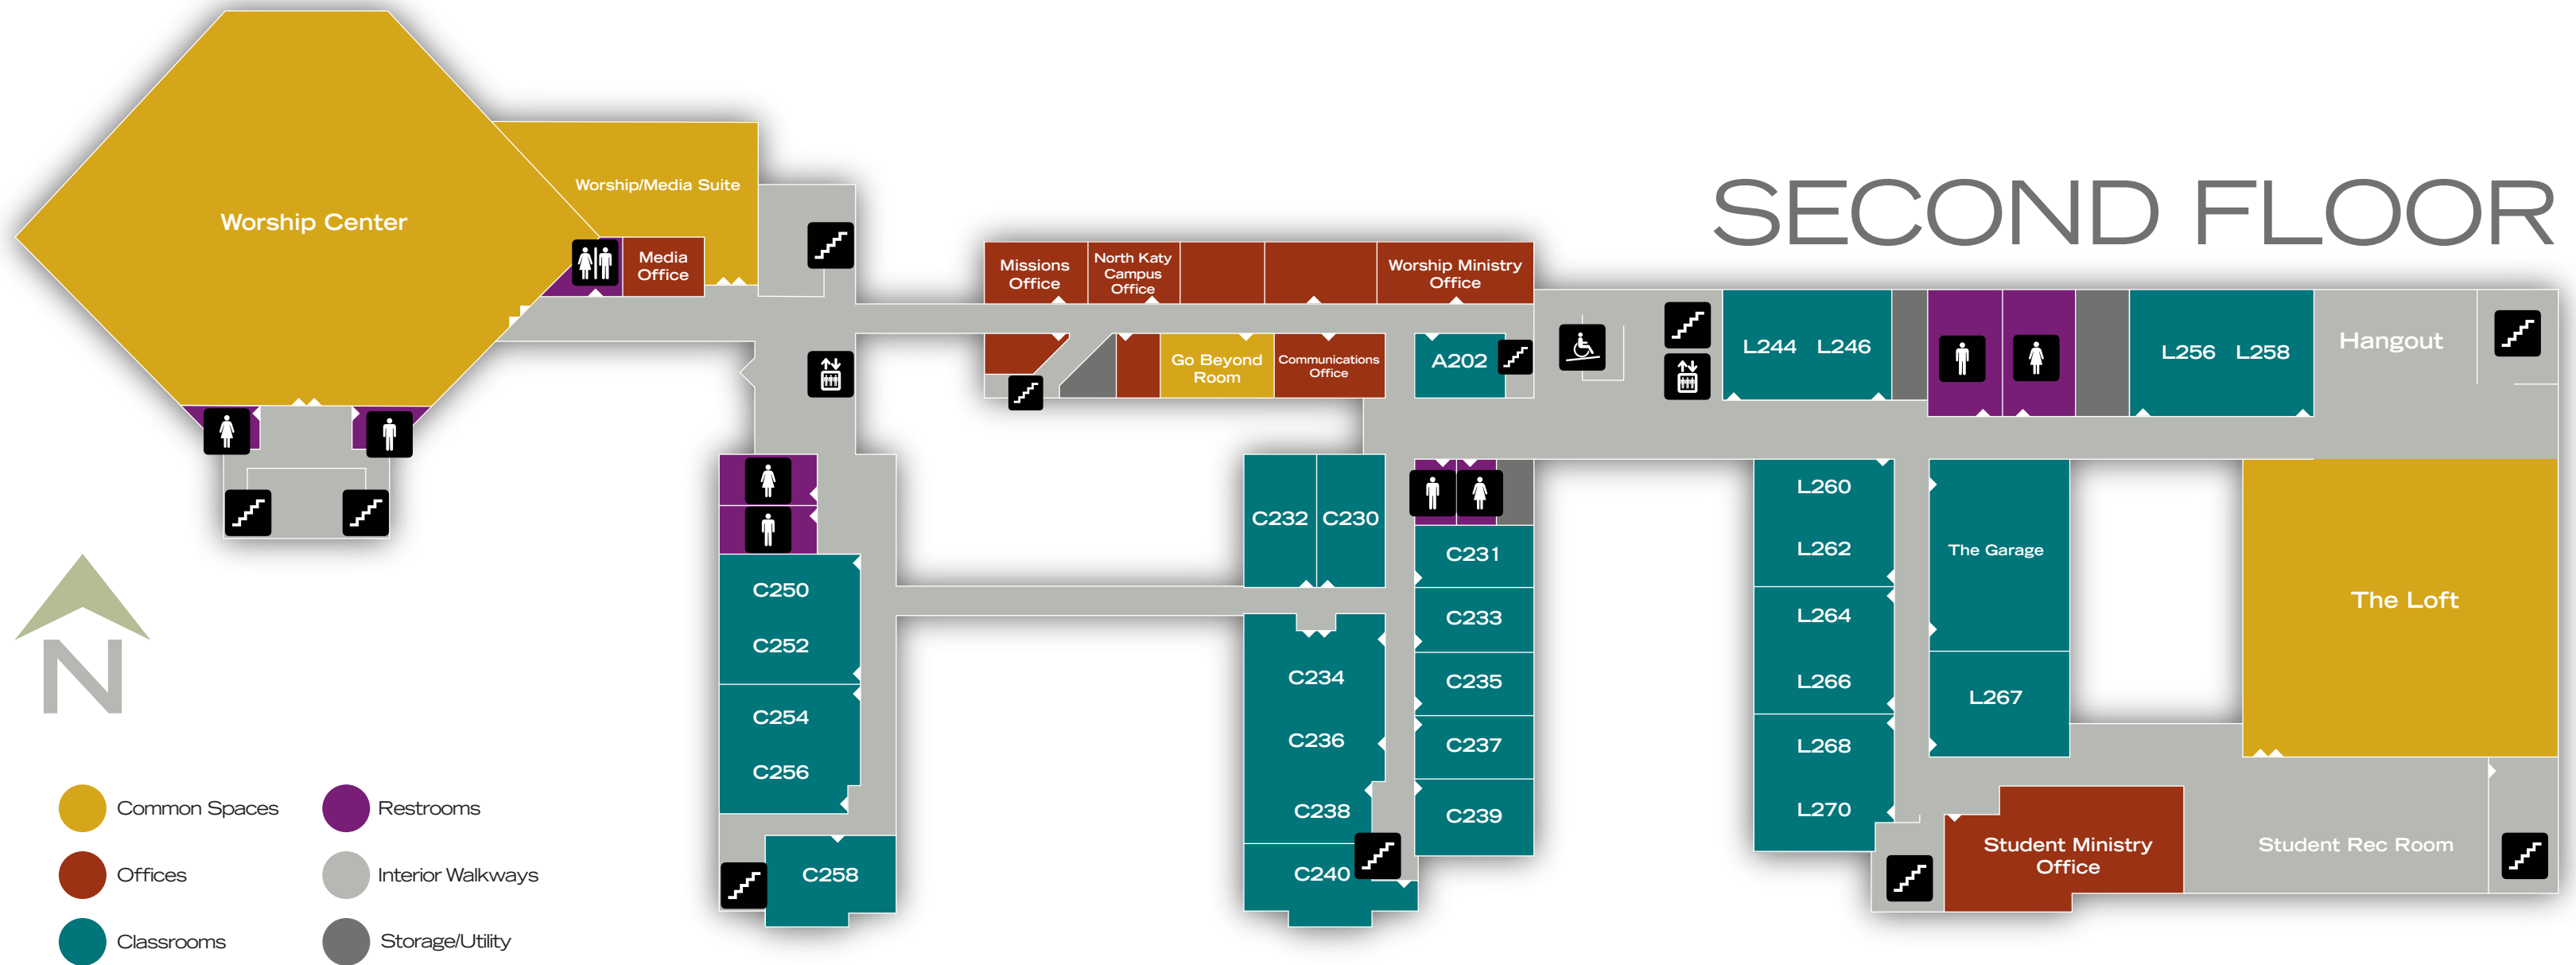 SECOND FLOOR
Worship Center
Worship/Media Suite
Media
Office
Missions
Office
North Katy
Campus
Office
Worship Ministry
Office
Go Beyond
Room
Communications
Office
A202
L244 L246
L256 L258
Hangout
C232 C230
C231
C233
C235
C237
C239
C234
C236
C238
C240
C250
C252
C254
C256
C258
L260
L262
L264
L266
L268
L270
The Garage
L267
The Loft
Student Ministry
Office
Student Rec Room
N
Common Spaces
Offices
Classrooms
Restrooms
Interior Walkways
Storage/Utility